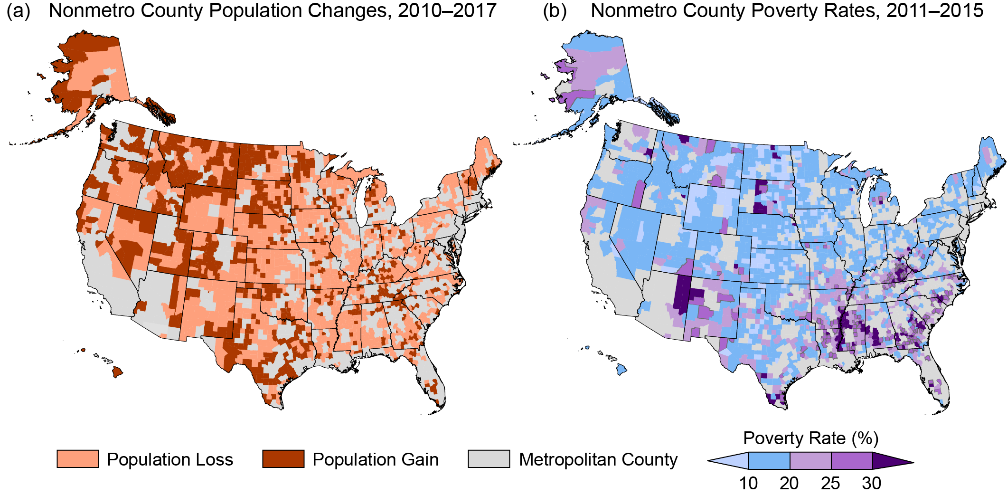 (a) Nonmetro County Population Changes, 2010–2017
(b) Nonmetro County Poverty Rates, 2011–2015
Population Loss
Population Gain
Metropolitan County
Poverty Rate (%)
10 20 25 30